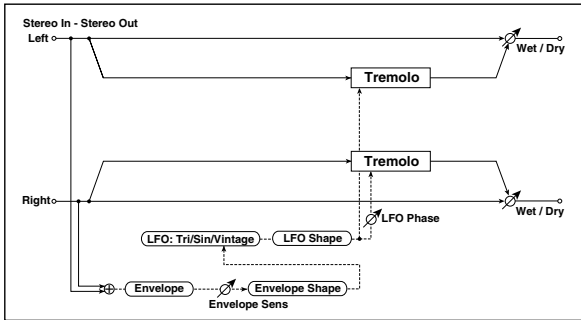 Stereo In - Stereo Out
Left
Wet / Dry
Tremolo
Tremolo
Right
Wet / Dry
LFO Phase
LFO: Tri/Sin/Vintage
LFO Shape
Envelope
Envelope Shape
Envelope Sens